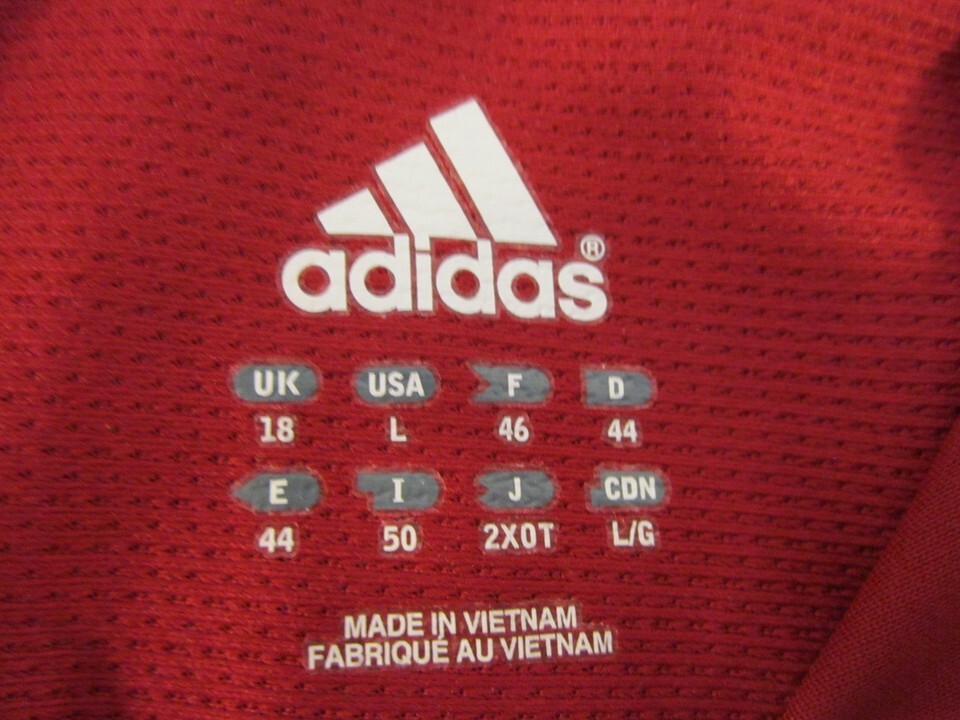 adidas®
UK USA F D
18 L 46 44
E I J CDN
44 50 2XOT L/G
MADE IN VIETNAM
FABRIQUÉ AU VIETNAM